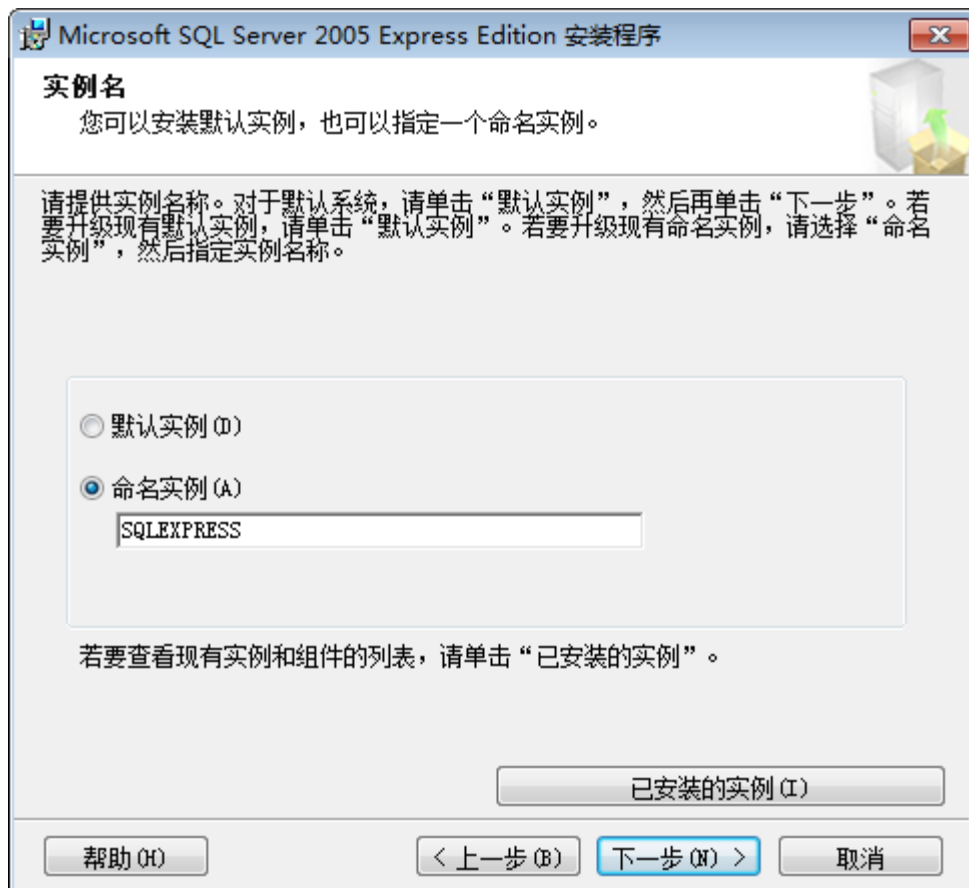 Microsoft SQL Server 2005 Express Edition 安装程序
实例名
您可以安装默认实例，也可以指定一个命名实例。
请提供实例名称。对于默认系统，请单击“默认实例”，然后再单击“下一步”。若
要升级现有默认实例，请单击“默认实例”。若要升级现有命名实例，请选择“命名
实例”，然后指定实例名称。
默认实例(D)
命名实例(A)
SQLEXPRESS
若要查看现有实例和组件的列表，请单击“已安装的实例”。
已安装的实例(I)
帮助(H) < 上一步(B) 下一步(N) > 取消